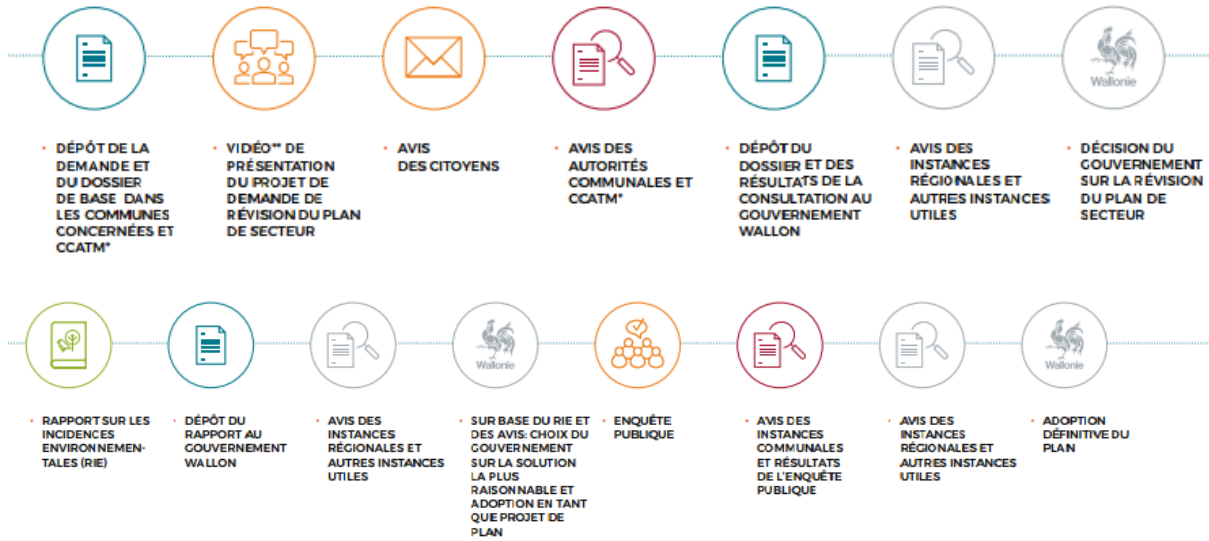 Wallonie
DÉPÔT DE LA
DEMANDE ET
DU DOSSIER
DE BASE DANS
LES COMMUNES
CONCERNÉES ET
CCATM*
VIDÉO** DE
PRÉSENTATION
DU PROJET DE
DEMANDE DE
RÉVISION DU PLAN
DE SECTEUR
AVIS
DES CITOYENS
AVIS DES
AUTORITÉS
COMMUNALES ET
CCATM*
DÉPÔT DU
DOSSIER ET DES
RÉSULTATS DE LA
CONSULTATION AU
GOUVERNEMENT
WALLON
AVIS DES
INSTANCES
RÉGIONALES ET
AUTRES INSTANCES
UTILES
DÉCISION DU
GOUVERNEMENT
SUR LA RÉVISION
DU PLAN DE
SECTEUR
Wallonie
Wallonie
RAPPORT SUR LES
INCIDENCES
ENVIRONNEMEN-
TALES (RIE)
DÉPÔT DU
RAPPORT AU
GOUVERNEMENT
WALLON
AVIS DES
INSTANCES
RÉGIONALES ET
AUTRES INSTANCES
UTILES
SUR BASE DU RIE ET
DES AVIS: CHOIX DU
GOUVERNEMENT
SUR LA SOLUTION
LA PLUS
RAISONNABLE ET
ADOPTION EN TANT
QUE PROJET DE
PLAN
ENQUÊTE
PUBLIQUE
AVIS DES
INSTANCES
COMMUNALES
ET RÉSULTATS
DE L'ENQUÊTE
PUBLIQUE
AVIS DES
INSTANCES
RÉGIONALES ET
AUTRES INSTANCES
UTILES
ADOPTION
DÉFINITIVE DU
PLAN